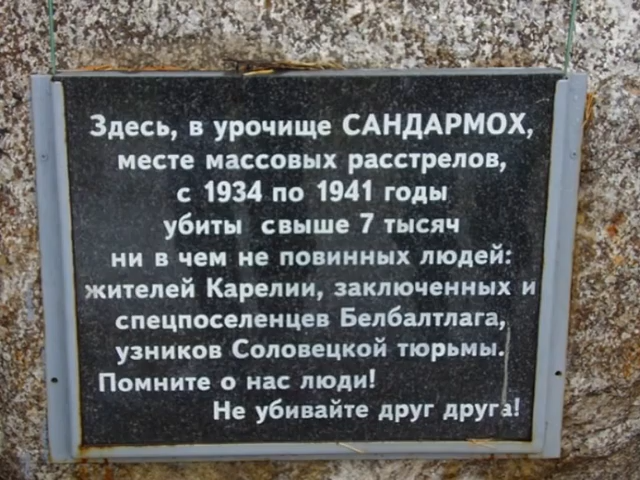 Здесь, в урочище САНДАРМОХ,
месте массовых расстрелов,
с 1934 по 1941 годы
убиты свыше 7 тысяч
ни в чем не повинных людей:
жителей Карелии, заключенных и
спецпоселенцев Белбалтлага,
узников Соловецкой тюрьмы.
Помните о нас люди!
Не убивайте друг друга!